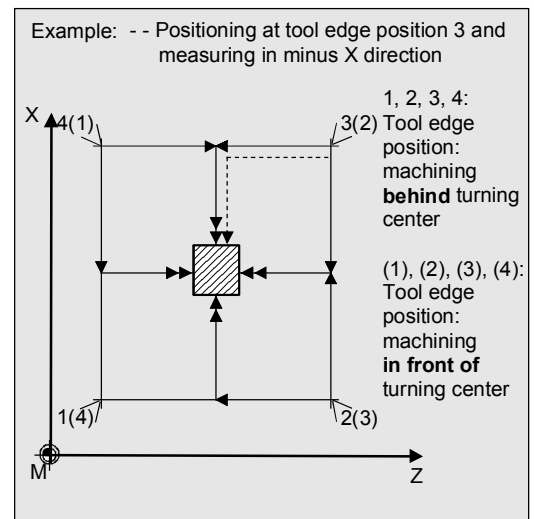 Example: - - Positioning at tool edge position 3 and
measuring in minus X direction
X
4(1)
3(2)
1, 2, 3, 4:
Tool edge
position:
machining
behind turning
center
(1), (2), (3), (4):
Tool edge
position:
machining
in front of
turning center
1(4)
2(3)
M
Z